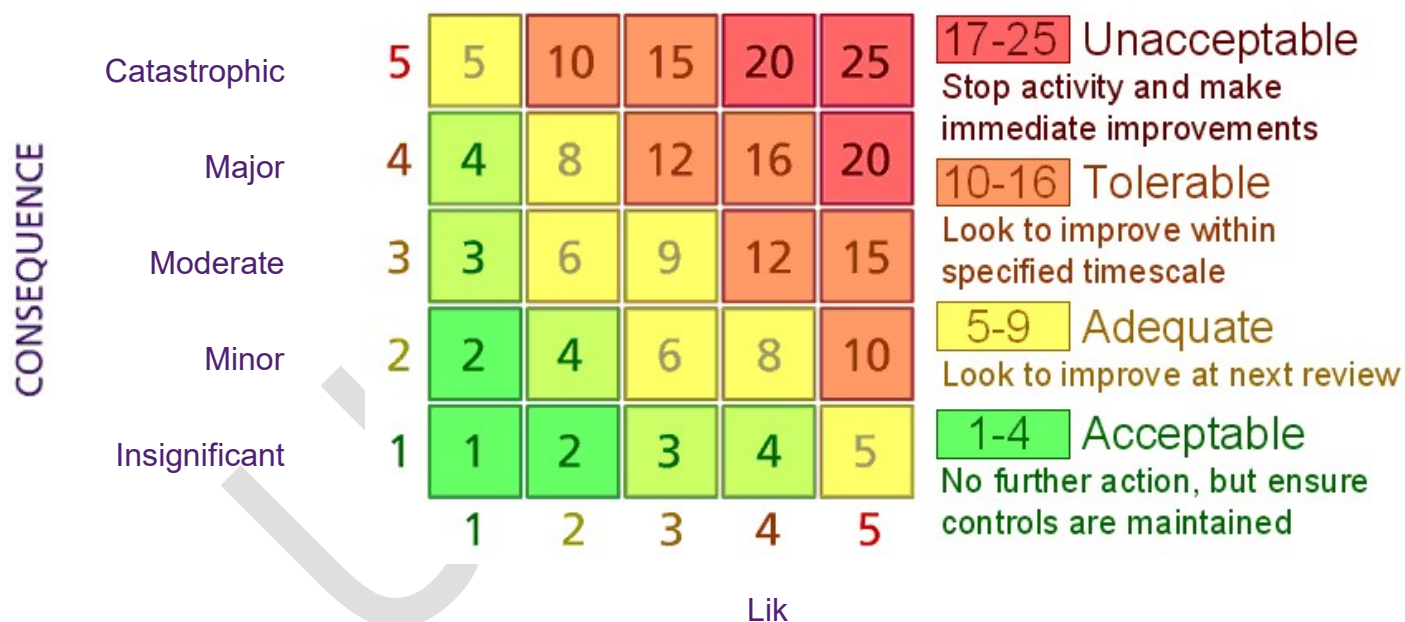 CONSEQUENCE
Catastrophic 5 5 10 15 20 25
Major 4 4 8 12 16 20
Moderate 3 3 6 9 12 15
Minor 2 2 4 6 8 10
Insignificant 1 1 2 3 4 5
1 2 3 4 5
Lik
17-25 Unacceptable
Stop activity and make
immediate improvements
10-16 Tolerable
Look to improve within
specified timescale
5-9 Adequate
Look to improve at next review
1-4 Acceptable
No further action, but ensure
controls are maintained